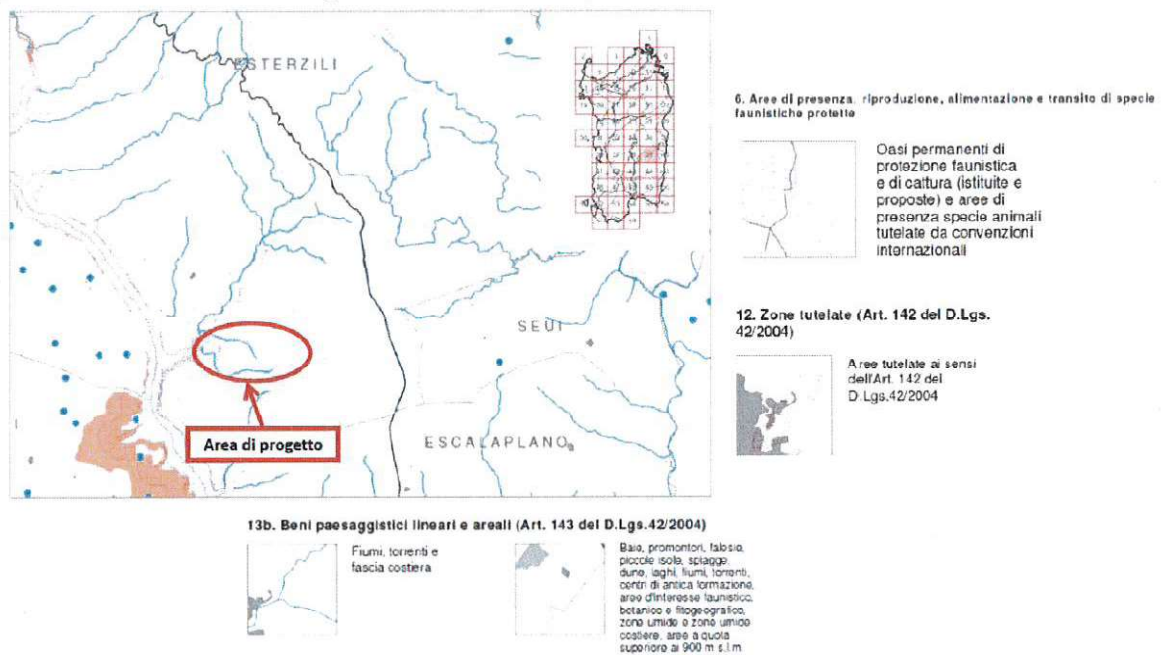 ESTERZILI
SEUI
ESCALAPLANO
Area di progetto
6. Aree di presenza, riproduzione, alimentazione e transito di specie
faunistiche protette
Oasi permanenti di
protezione faunistica
e di cattura (istituite e
proposte) e aree di
presenza specie animali
tutelate da convenzioni
internazionali
12. Zone tutelate (Art. 142 del D.Lgs.
42/2004)
Aree tutelate ai sensi
dell'Art. 142 del
D.Lgs.42/2004
13b. Beni paesaggistici lineari e areali (Art. 143 del D.Lgs.42/2004)
Fiumi, torrenti e
fascia costiera
Baie, promontori, falesie,
piccole isole, spiagge,
dune, laghi, fiumi, torrenti,
centri di antica formazione,
aree d'interesse faunistico,
botanico e fitogeografico,
zone umide e zone umide
costiere, aree a quota
superiore ai 900 m s.l.m.